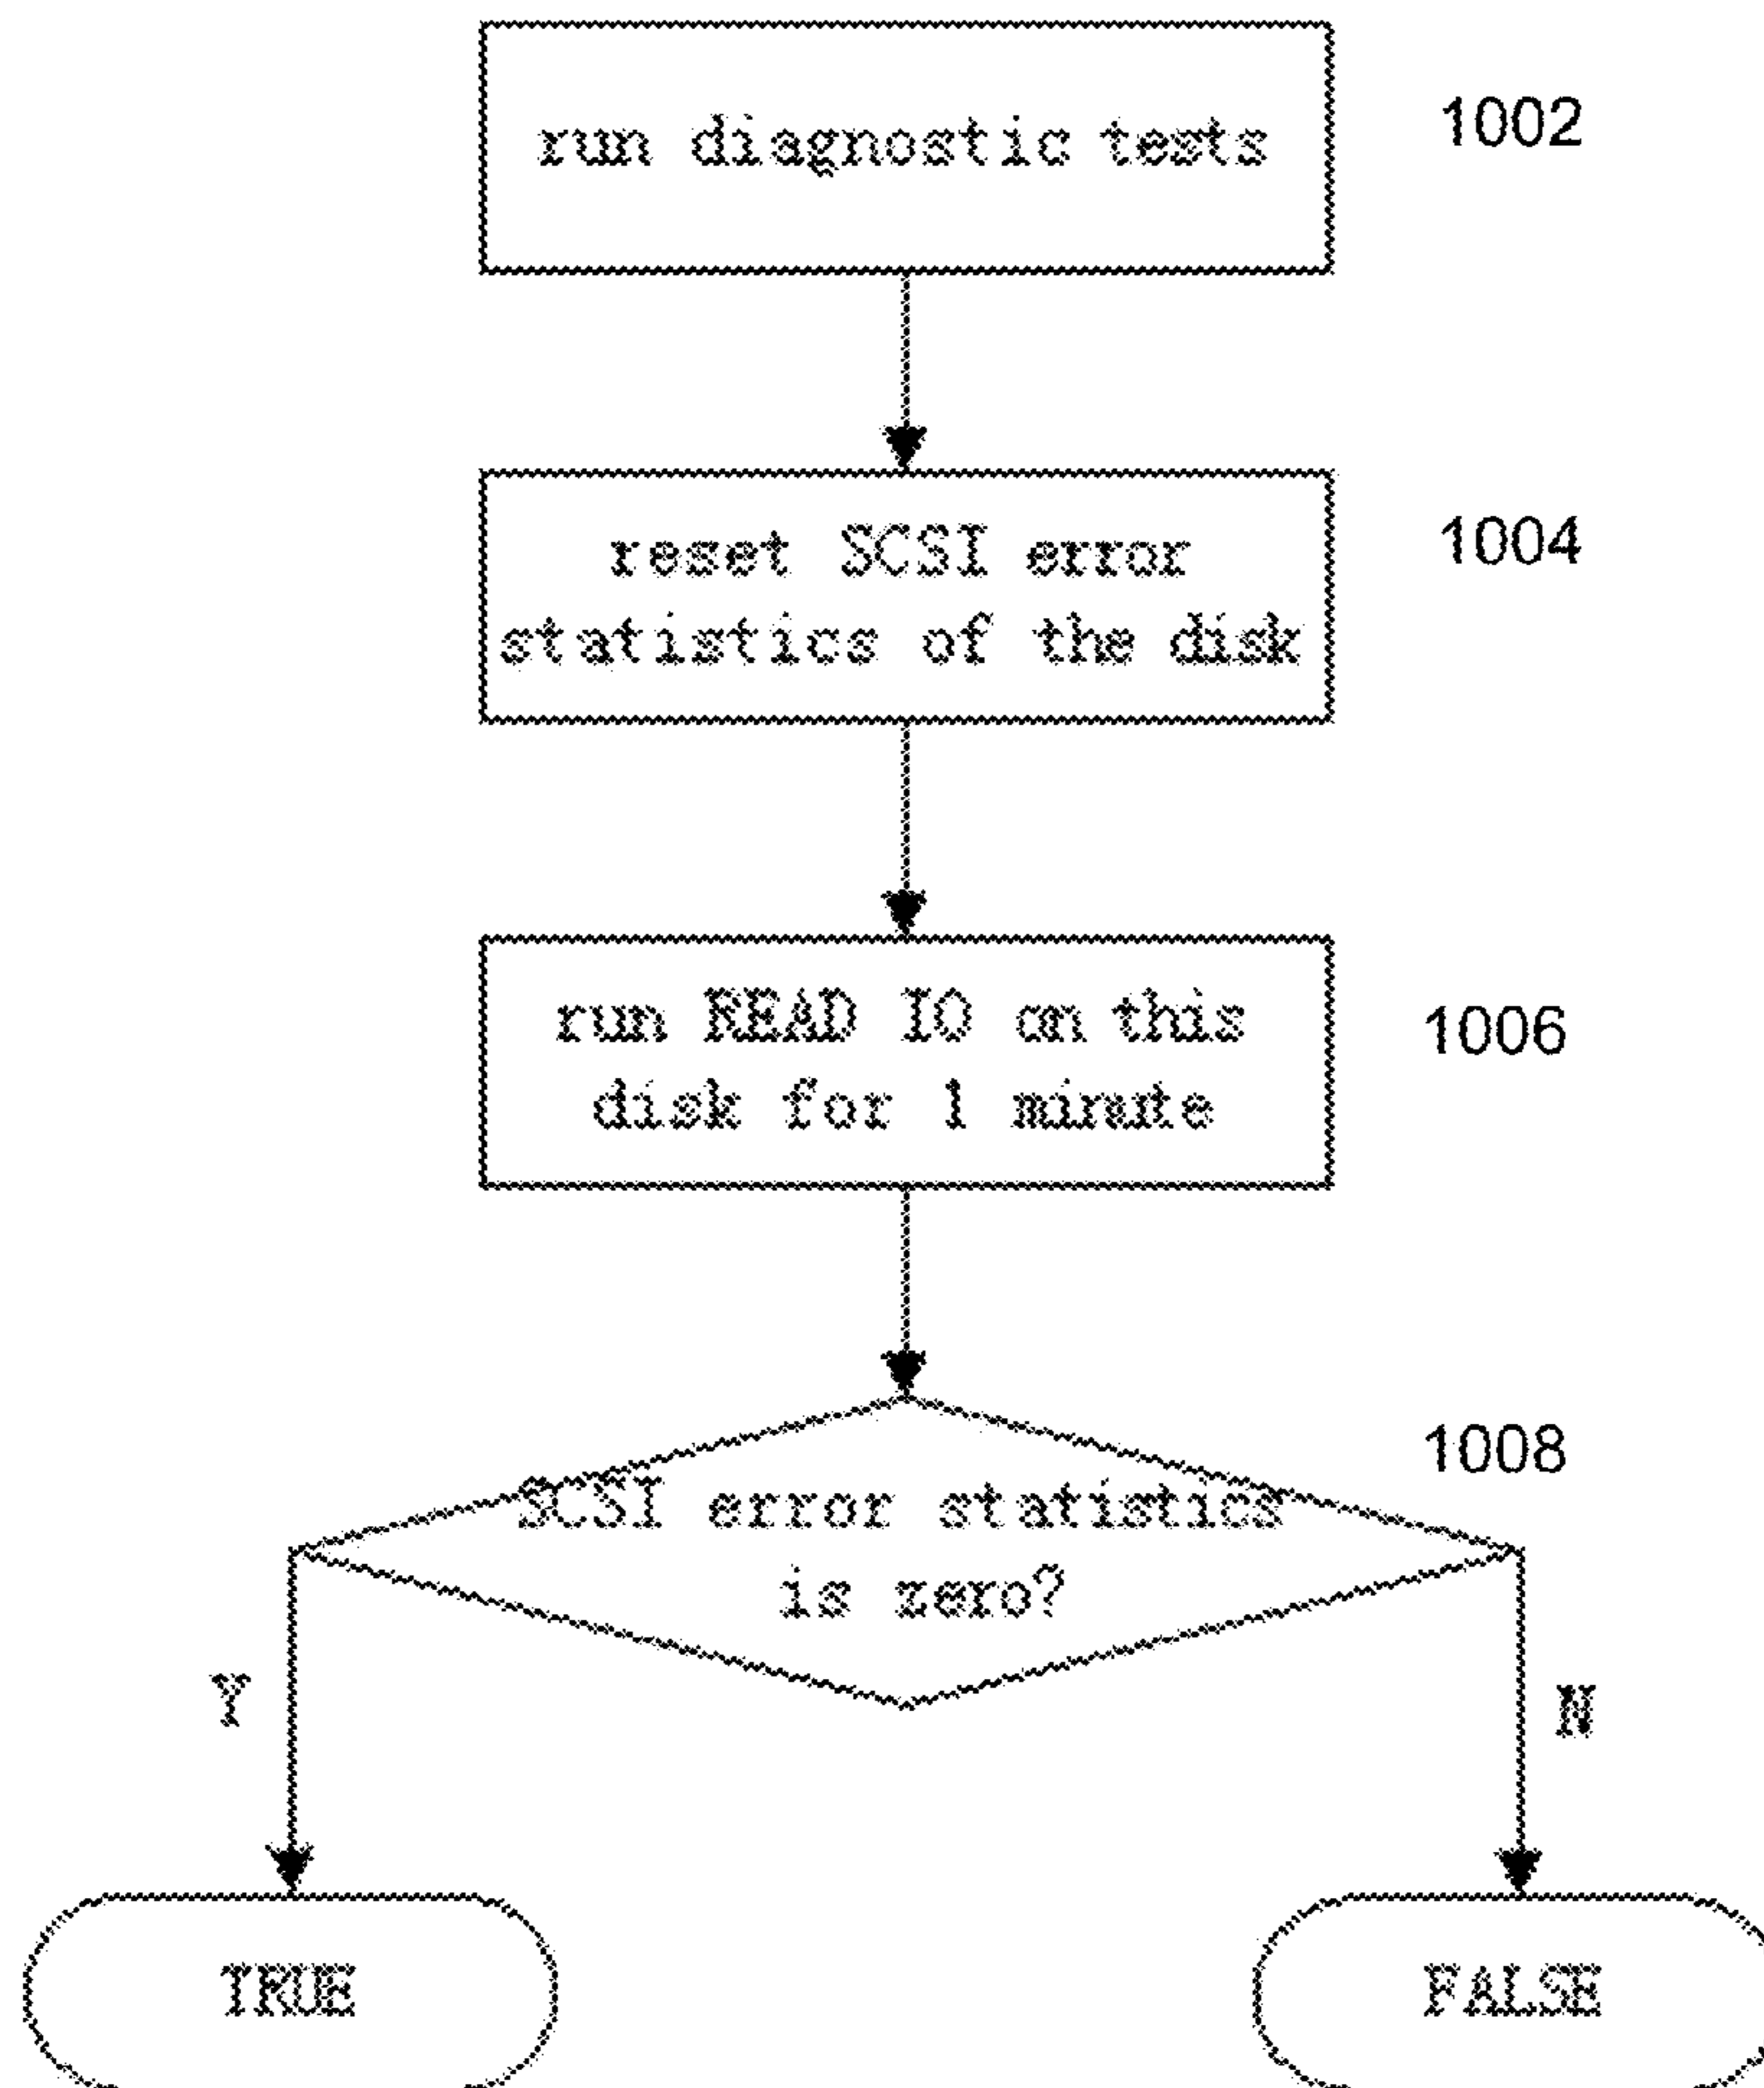 run diagnostic tests
1002
reset SCSI error
statistics of the disk
1004
run READ IO on this
disk for 1 minute
1006
SCSI error statistics
is zero?
1008
Y
N
TRUE
FALSE